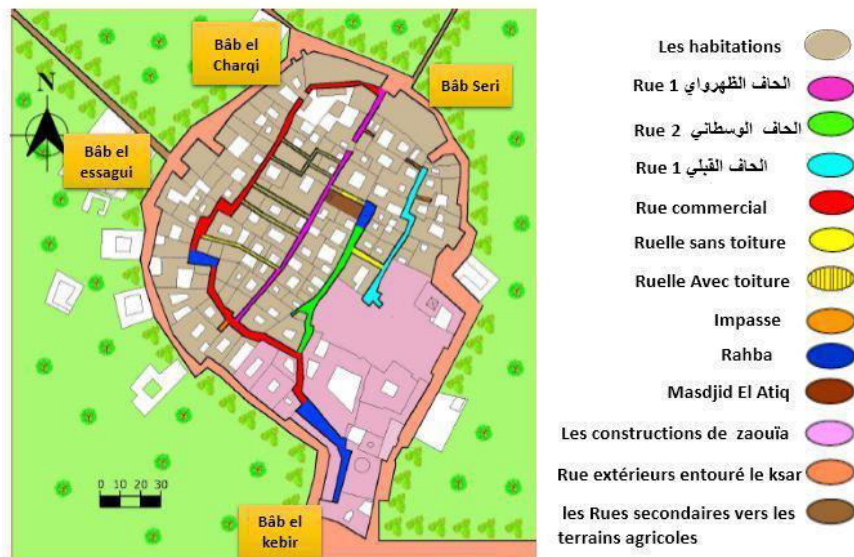 Bâb el
Charqi
Bâb Seri
N
Bâb el
essagui
0 10 20 30
Bâb el
kebir
Les habitations
Rue 1 الحاف الظهرواي
Rue 2 الحاف الوسطاني
Rue 1 الحاف القبلي
Rue commercial
Ruelle sans toiture
Ruelle Avec toiture
Impasse
Rahba
Masdjid El Atiq
Les constructions de zaouïa
Rue extérieurs entouré le ksar
les Rues secondaires vers les
terrains agricoles